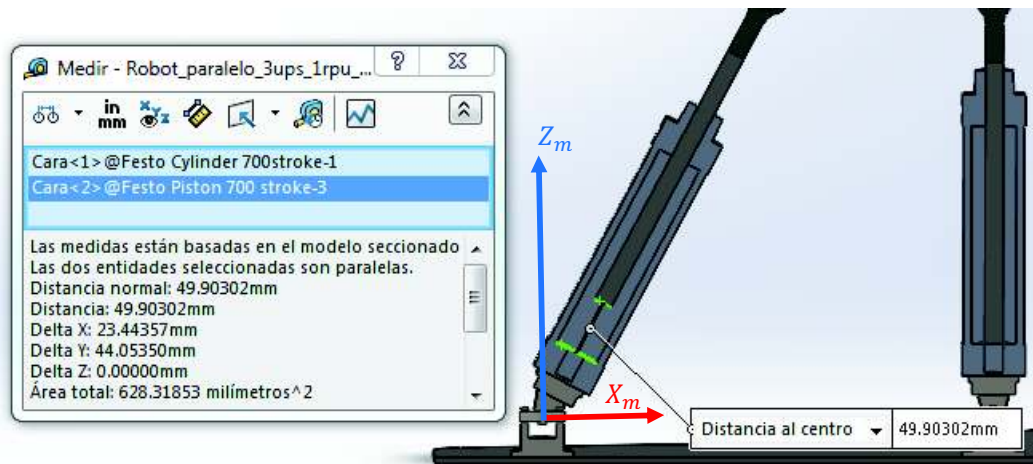 Medir - Robot_paralelo_3ups_1rpu_...
?
in
mm
XYZ
Cara<1>@Festo Cylinder 700stroke-1
Cara<2>@Festo Piston 700 stroke-3
Las medidas están basadas en el modelo seccionado
Las dos entidades seleccionadas son paralelas.
Distancia normal: 49.90302mm
Distancia: 49.90302mm
Delta X: 23.44357mm
Delta Y: 44.05350mm
Delta Z: 0.00000mm
Área total: 628.31853 milímetros^2
Zm
Xm
Distancia al centro 49.90302mm